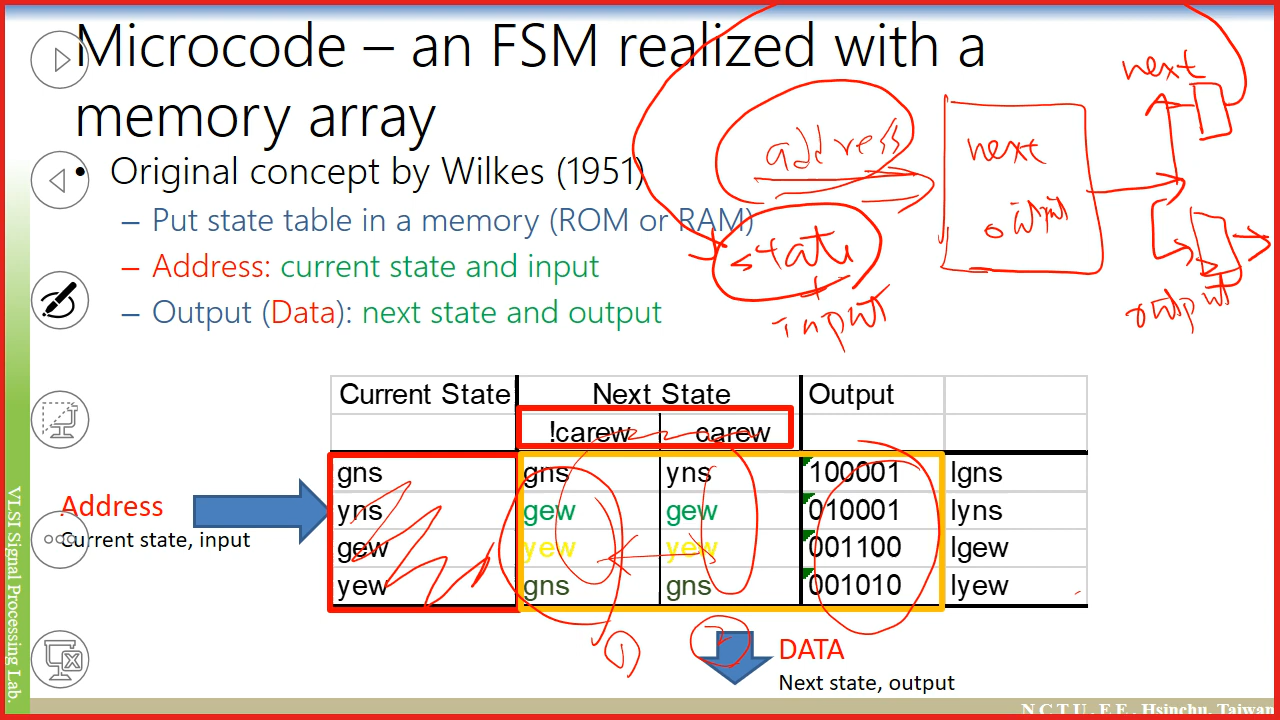 Microcode – an FSM realized with a
memory array
• Original concept by Wilkes (1951)
– Put state table in a memory (ROM or RAM)
– Address: current state and input
– Output (Data): next state and output
address
state
+
input
next
output
next
output
Current State Next State Output
!carew carew
gns gns yns 100001 lgns
yns gew gew 010001 lyns
gew yew yew 001100 lgew
yew gns gns 001010 lyew
Address
Current state, input
1
2
DATA
Next state, output
VLSI Signal Processing Lab.
N C T U . E E . Hsinchu, Taiwan